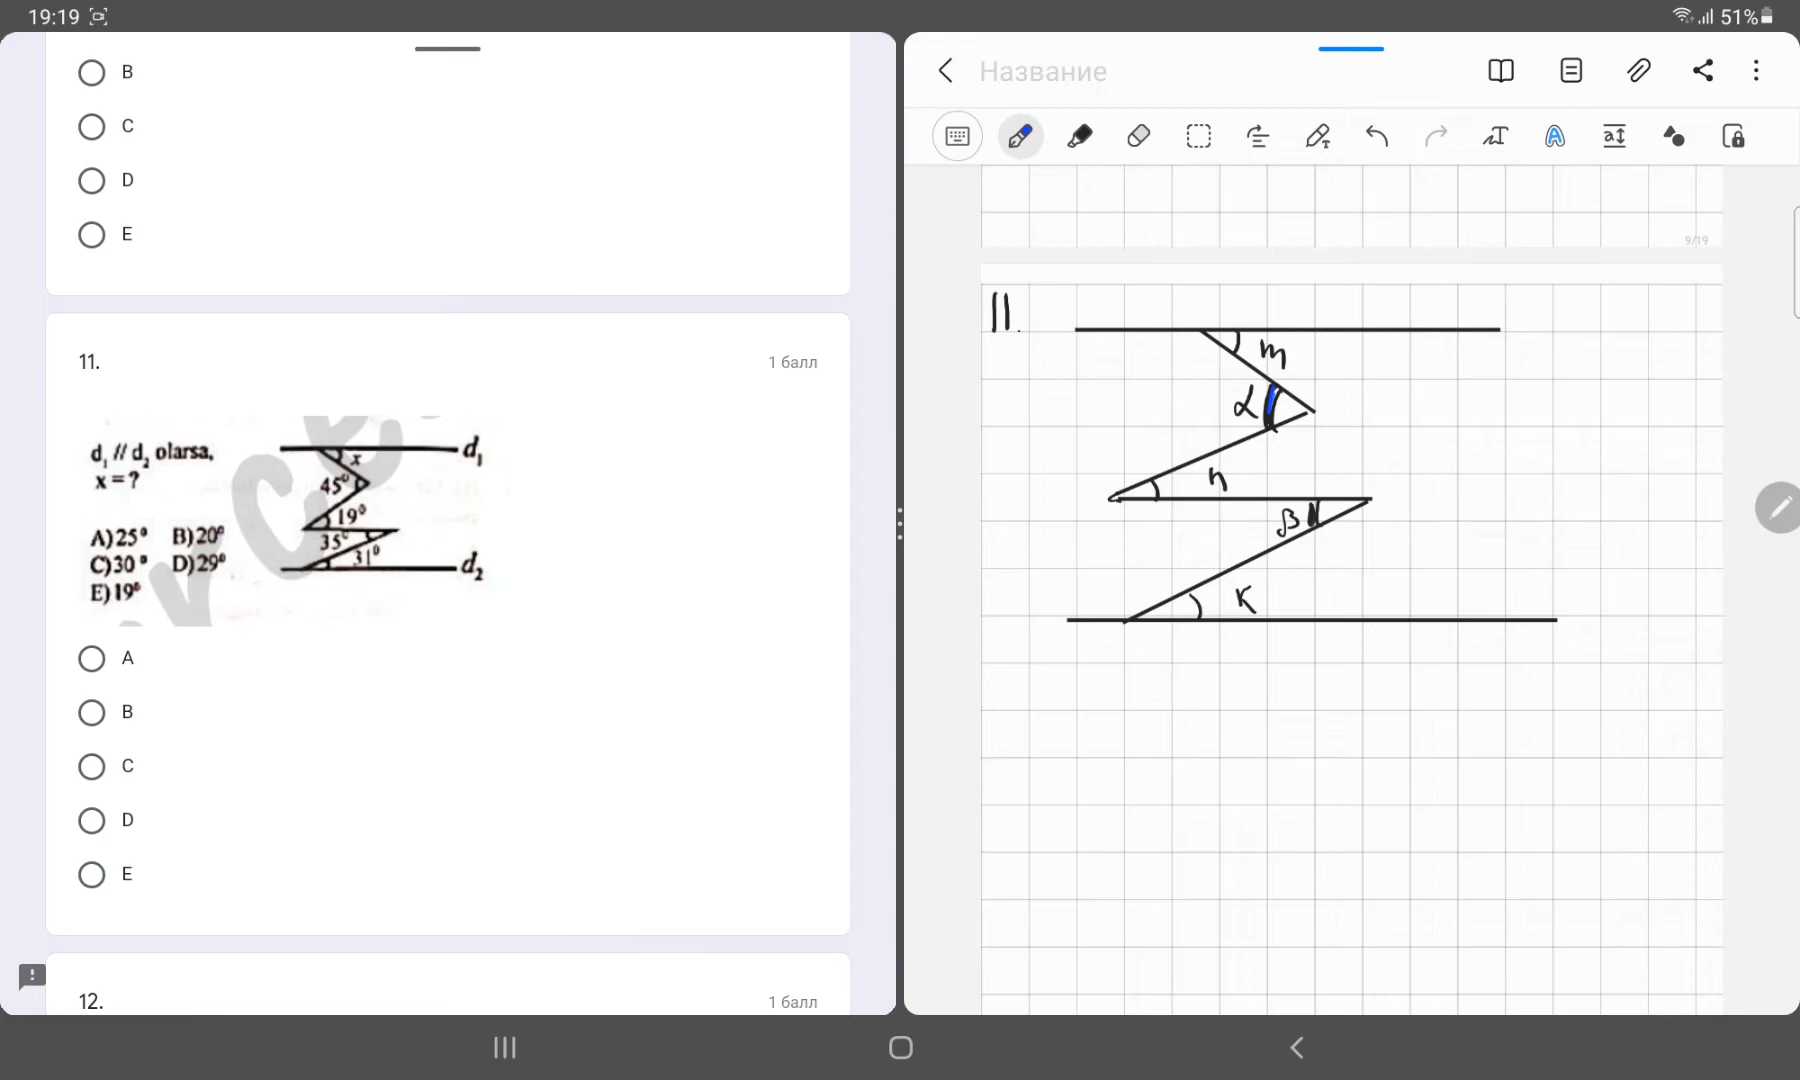 19:19
51%
B
C
D
E
11.
1 балл
d₁ // d₂ olarsa,
x = ?
A) 25° B) 20°
C) 30° D) 29°
E) 19°
d₁
x
45°
19°
35°
31°
d₂
A
B
C
D
E
12.
1 балл
Название
9/19
11.
m
α
n
β
K